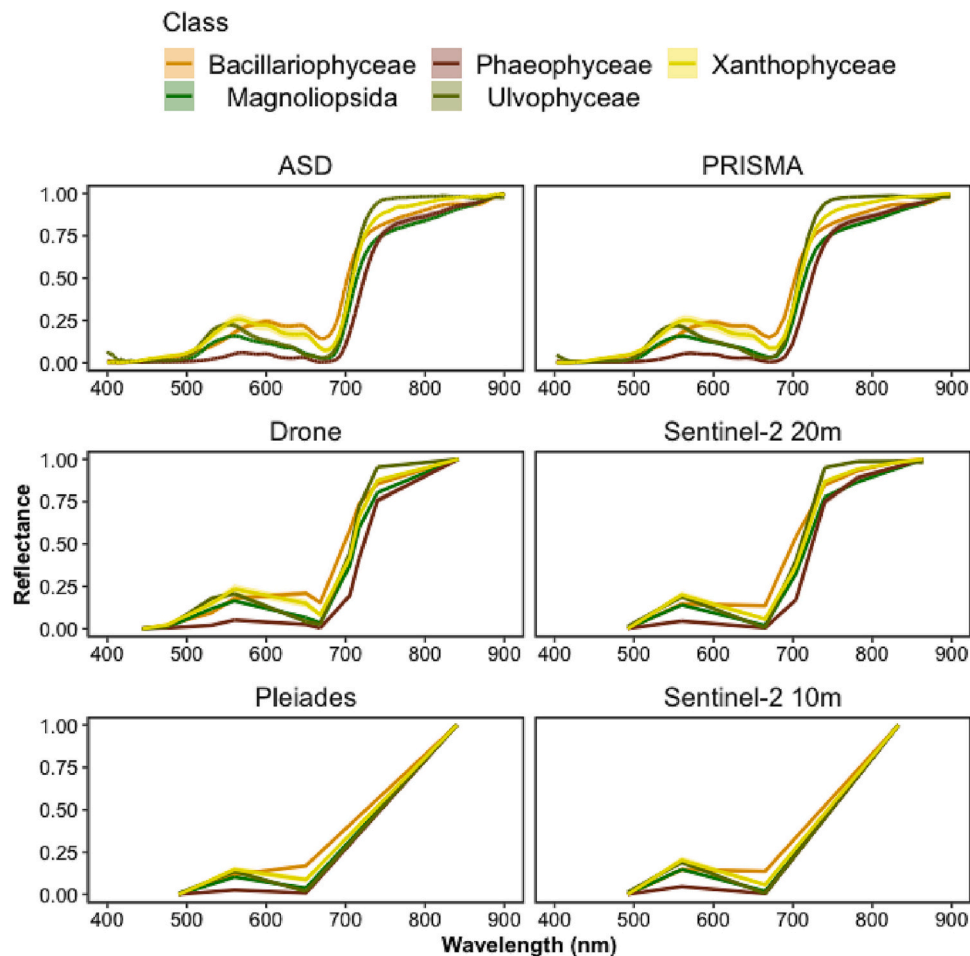 Class
Bacillariophyceae Phaeophyceae Xanthophyceae
Magnoliopsida Ulvophyceae
ASD PRISMA
1.00
0.75
0.50
0.25
0.00
400 500 600 700 800 900 400 500 600 700 800 900
Drone Sentinel-2 20m
1.00
0.75
0.50
0.25
0.00
400 500 600 700 800 900 400 500 600 700 800 900
Reflectance
Pleiades Sentinel-2 10m
1.00
0.75
0.50
0.25
0.00
400 500 600 700 800 900 400 500 600 700 800 900
Wavelength (nm)